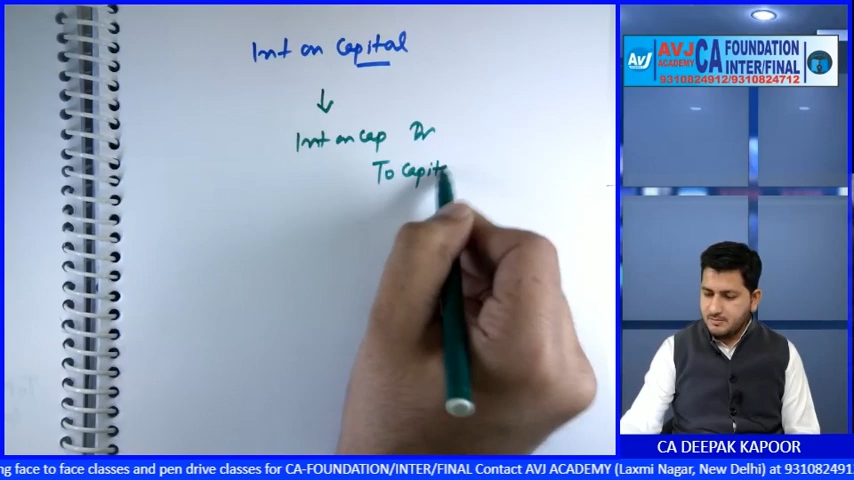 Int on capital
Int on cap Dr
To capit
AVJ
AVJ
ACADEMY
CA
FOUNDATION
INTER/FINAL
9310824912/9310824712
CA DEEPAK KAPOOR
ng face to face classes and pen drive classes for CA-FOUNDATION/INTER/FINAL Contact AVJ ACADEMY (Laxmi Nagar, New Delhi) at 931082491